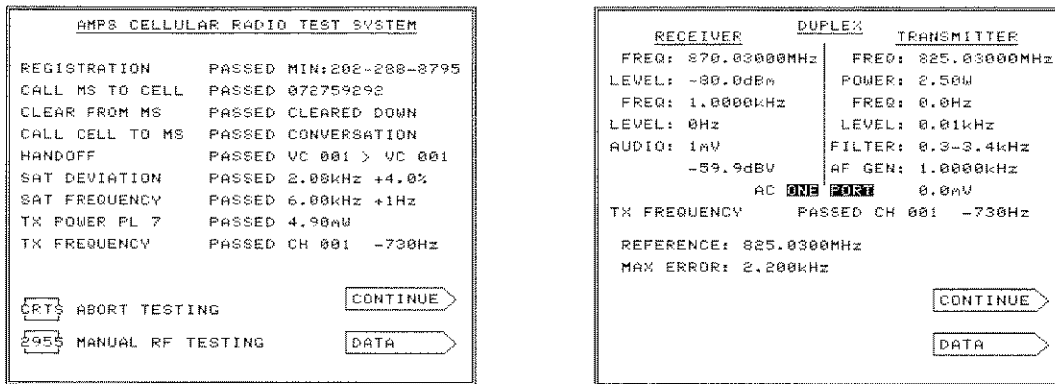 AMPS CELLULAR RADIO TEST SYSTEM
REGISTRATION PASSED MIN:202-288-8795
CALL MS TO CELL PASSED 072759292
CLEAR FROM MS PASSED CLEARED DOWN
CALL CELL TO MS PASSED CONVERSATION
HANDOFF PASSED VC 001 > VC 001
SAT DEVIATION PASSED 2.08kHz +4.0%
SAT FREQUENCY PASSED 6.00kHz +1Hz
TX POWER PL 7 PASSED 4.90mW
TX FREQUENCY PASSED CH 001 -730Hz
CONTINUE
CRTS ABORT TESTING
2955 MANUAL RF TESTING
DATA
DUPLEX
RECEIVER TRANSMITTER
FREQ: 870.03000MHz FREQ: 825.03000MHz
LEVEL: -80.0dBm POWER: 2.50W
FREQ: 1.0000kHz FREQ: 0.0Hz
LEVEL: 0Hz LEVEL: 0.01kHz
AUDIO: 1mV FILTER: 0.3-3.4kHz
-59.9dBV AF GEN: 1.0000kHz
AC ONE PORT 0.0mV
TX FREQUENCY PASSED CH 001 -730Hz
REFERENCE: 825.0300MHz
MAX ERROR: 2.200kHz
CONTINUE
DATA